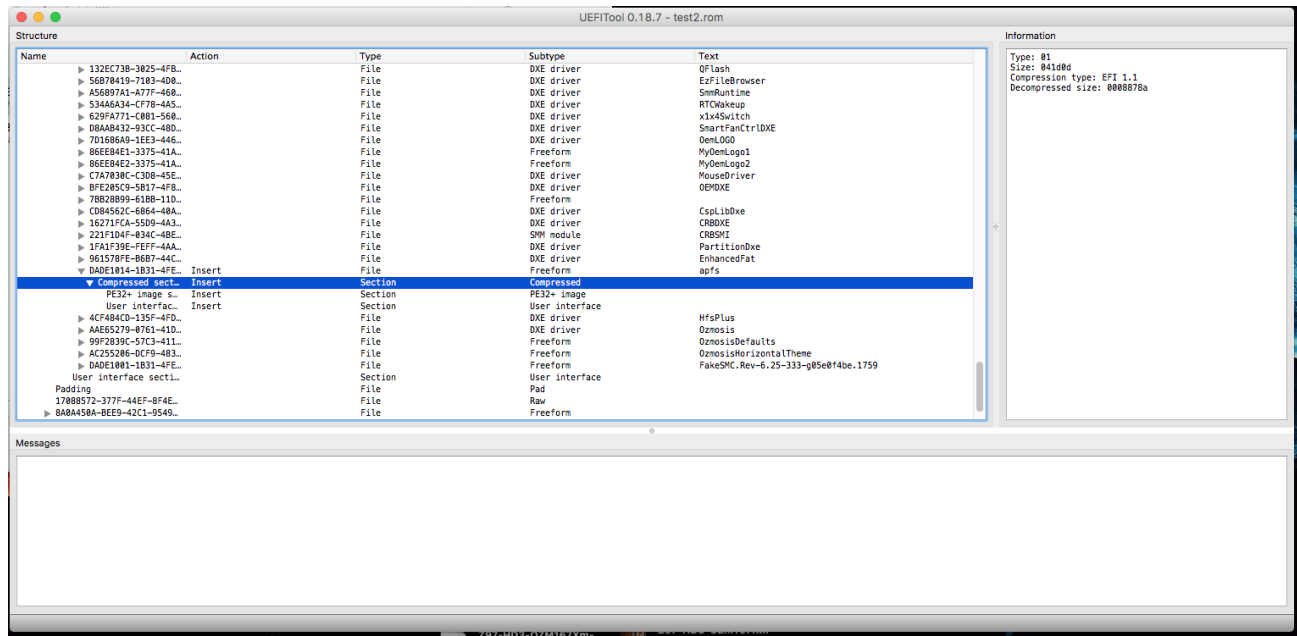 UEFITool 0.18.7 - test2.rom
Structure
Information
Name Action Type Subtype Text
132EC73B-3025-4FB… File DXE driver QFlash
56B70419-7103-4D0… File DXE driver EzFileBrowser
A56897A1-A77F-460… File DXE driver SmmRuntime
534A6A34-CF78-4A5… File DXE driver RTCWakeup
629FA771-C081-560… File DXE driver x1x4Switch
D8AAB432-93CC-48D… File DXE driver SmartFanCtrlDXE
7D1686A9-1EE3-446… File DXE driver OemLOGO
86EE84E1-3375-41A… File Freeform MyOemLogo1
86EE84E2-3375-41A… File Freeform MyOemLogo2
C7A7030C-C3D8-45E… File DXE driver MouseDriver
BFE205C9-5B17-4F8… File DXE driver OEMDXE
7BB28B99-61BB-11D… File Freeform
CD84562C-6864-40A… File DXE driver CspLibDxe
16271FCA-55D9-4A3… File DXE driver CRBDXE
221F1D4F-034C-4BE… File SMM module CRBSMI
1FA1F39E-FEFF-4AA… File DXE driver PartitionDxe
961578FE-B6B7-44C… File DXE driver EnhancedFat
DADE1014-1B31-4FE… Insert File Freeform apfs
Compressed sect… Insert Section Compressed
PE32+ image s… Insert Section PE32+ image
User interfac… Insert Section User interface
4CF484CD-135F-4FD… File DXE driver HfsPlus
AAE65279-0761-41D… File DXE driver Ozmosis
99F2839C-57C3-411… File Freeform OzmosisDefaults
AC255206-DCF9-483… File Freeform OzmosisHorizontalTheme
DADE1001-1B31-4FE… File Freeform FakeSMC.Rev-6.25-333-g05e0f4be.1759
User interface secti… Section User interface
Padding File Pad
17088572-377F-44EF-8F4E… File Raw
8A0A450A-BEE9-42C1-9549… File Freeform
Type: 01
Size: 041d0d
Compression type: EFI 1.1
Decompressed size: 0008878a
Messages